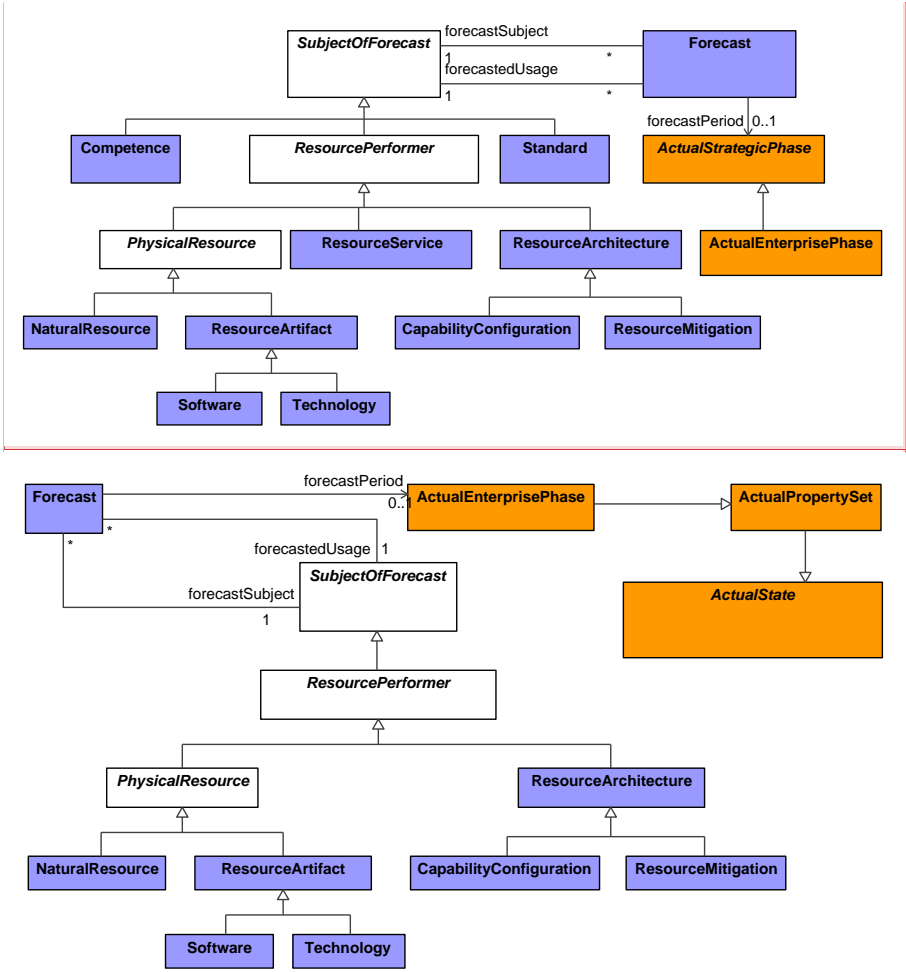 forecastSubject
SubjectOfForecast
Forecast
1
*
forecastedUsage
1
*
forecastPeriod 0..1
Competence
ResourcePerformer
Standard
ActualStrategicPhase
PhysicalResource
ResourceService
ResourceArchitecture
ActualEnterprisePhase
NaturalResource
ResourceArtifact
CapabilityConfiguration
ResourceMitigation
Software
Technology
forecastPeriod
Forecast
ActualEnterprisePhase
ActualPropertySet
0..1
*
*
forecastedUsage 1
SubjectOfForecast
ActualState
forecastSubject
1
ResourcePerformer
PhysicalResource
ResourceArchitecture
NaturalResource
ResourceArtifact
CapabilityConfiguration
ResourceMitigation
Software
Technology